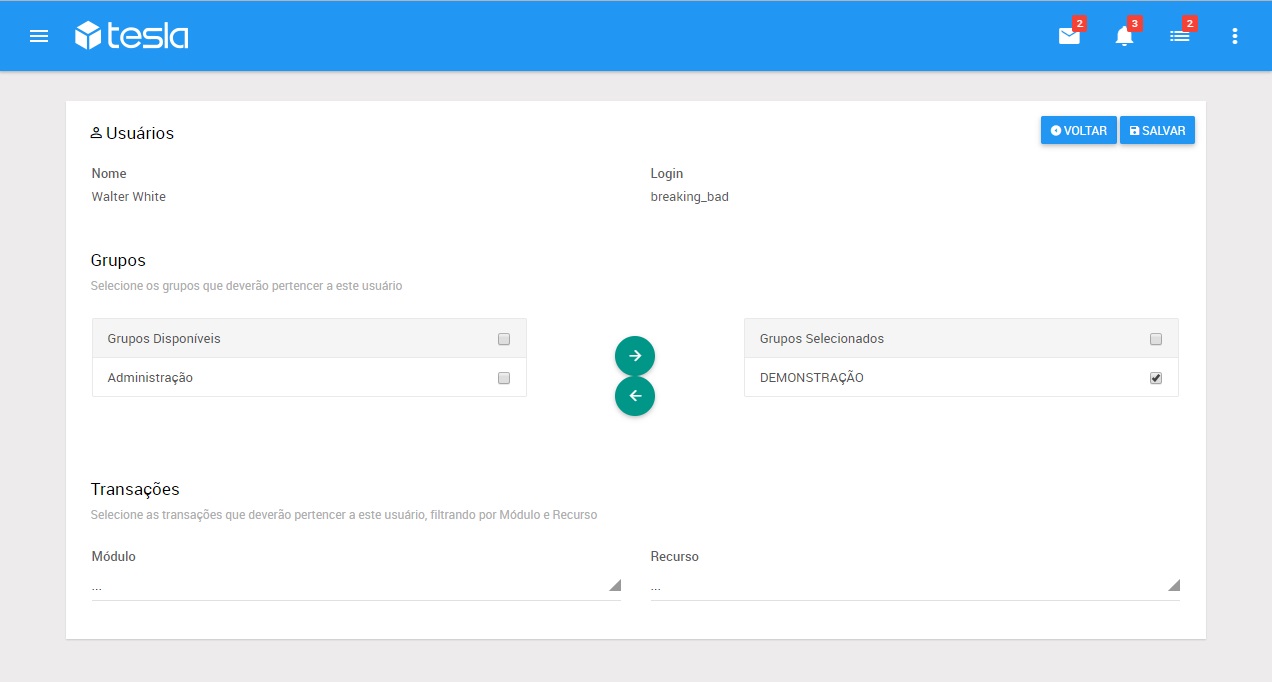 tesla
2
3
2
Usuários
VOLTAR
SALVAR
Nome
Login
Walter White
breaking_bad
Grupos
Selecione os grupos que deverão pertencer a este usuário
Grupos Disponíveis
Grupos Selecionados
Administração
DEMONSTRAÇÃO
Transações
Selecione as transações que deverão pertencer a este usuário, filtrando por Módulo e Recurso
Módulo
Recurso
...
...